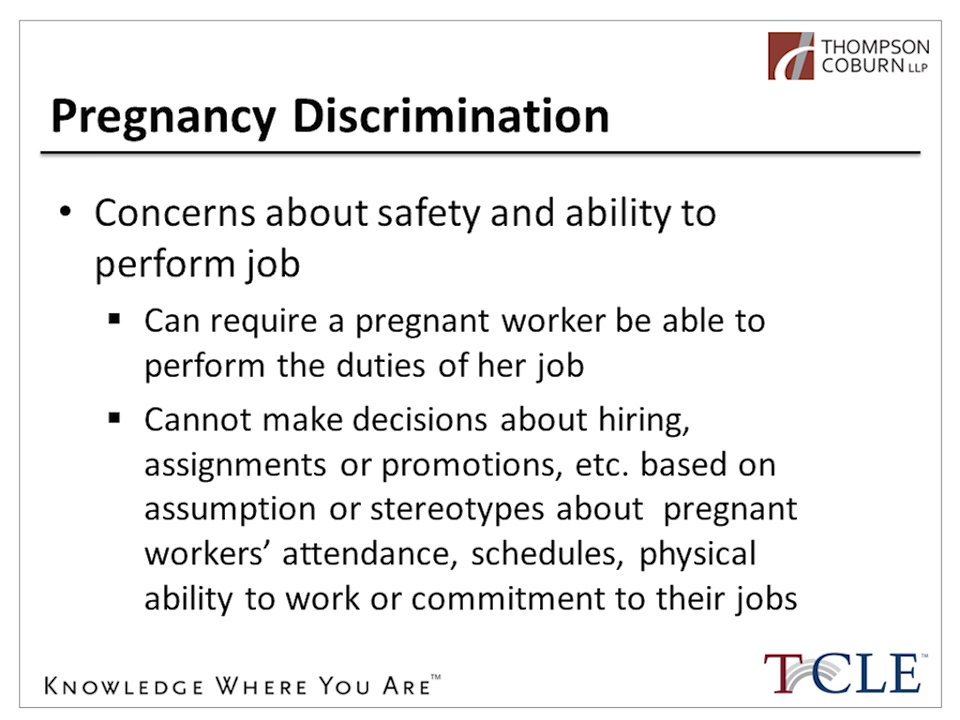 THOMPSON
COBURN LLP
Pregnancy Discrimination
• Concerns about safety and ability to
perform job
▪ Can require a pregnant worker be able to
perform the duties of her job
▪ Cannot make decisions about hiring,
assignments or promotions, etc. based on
assumption or stereotypes about  pregnant
workers’ attendance, schedules, physical
ability to work or commitment to their jobs
KNOWLEDGE WHERE YOU ARE™
TCCLE™